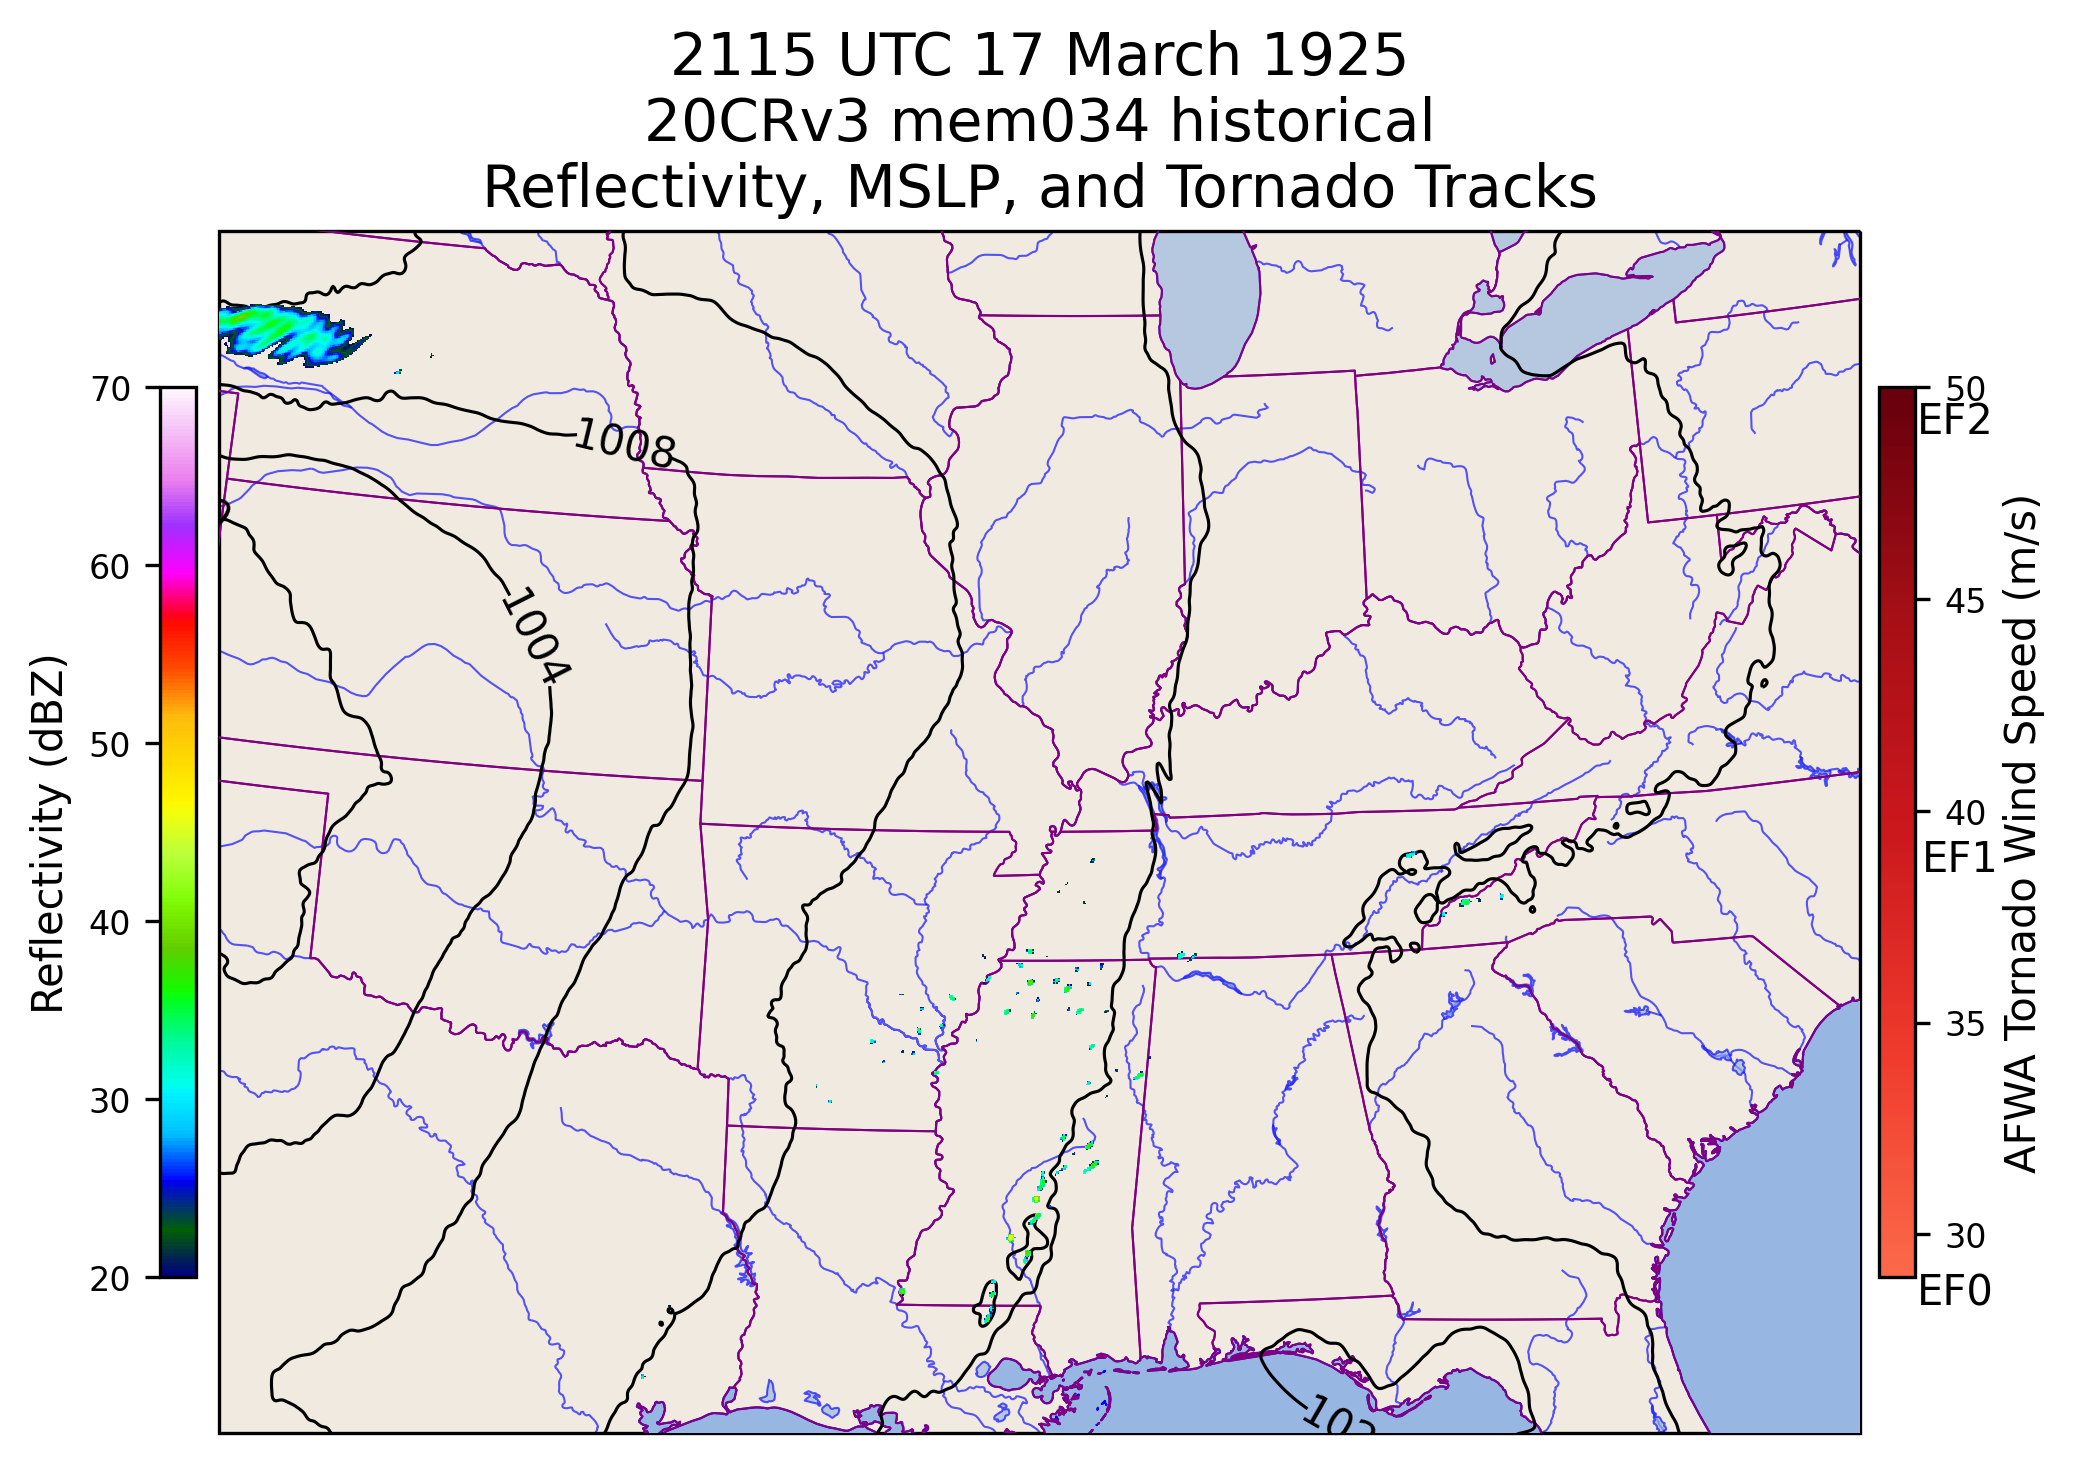 2115 UTC 17 March 1925
20CRv3 mem034 historical
Reflectivity, MSLP, and Tornado Tracks
70
60
50
40
30
20
Reflectivity (dBZ)
1008
1004
50
EF2
45
40
EF1
35
30
EF0
AFWA Tornado Wind Speed (m/s)